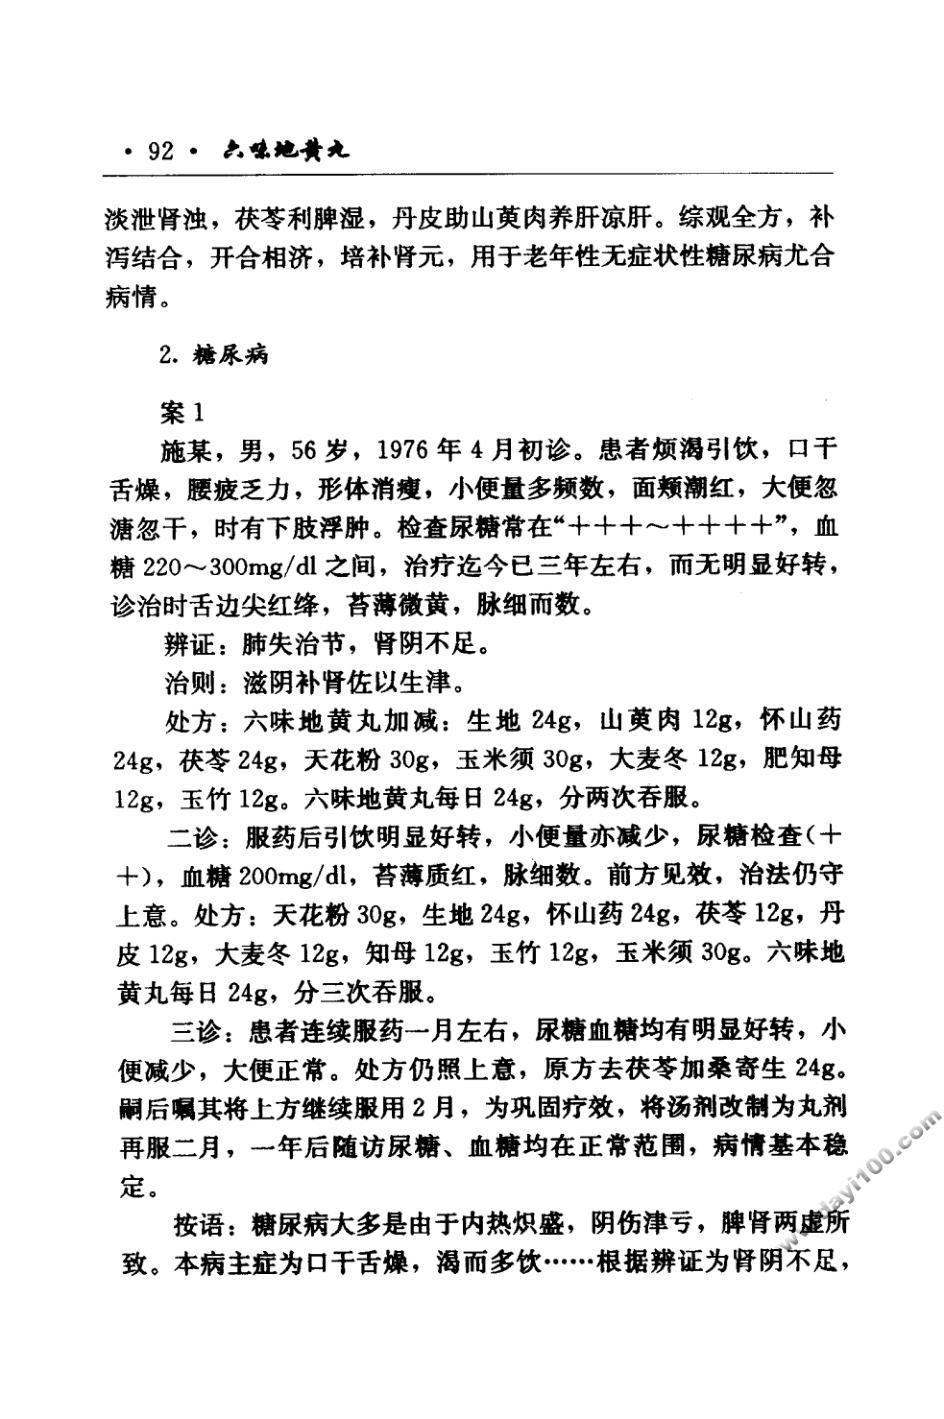 ·92· 六味地黄丸
淡泄肾浊，茯苓利脾湿，丹皮助山萸肉养肝凉肝。综观全方，补
泻结合，开合相济，培补肾元，用于老年性无症状性糖尿病尤合
病情。
2. 糖尿病
案 1
施某，男，56 岁，1976 年 4 月初诊。患者烦渴引饮，口干
舌燥，腰疲乏力，形体消瘦，小便量多频数，面颊潮红，大便忽
溏忽干，时有下肢浮肿。检查尿糖常在“＋＋＋～＋＋＋＋”，血
糖 220～300mg/dl 之间，治疗迄今已三年左右，而无明显好转，
诊治时舌边尖红绛，苔薄微黄，脉细而数。
辨证：肺失治节，肾阴不足。
治则：滋阴补肾佐以生津。
处方：六味地黄丸加减：生地 24g，山萸肉 12g，怀山药
24g，茯苓 24g，天花粉 30g，玉米须 30g，大麦冬 12g，肥知母
12g，玉竹 12g。六味地黄丸每日 24g，分两次吞服。
二诊：服药后引饮明显好转，小便量亦减少，尿糖检查（＋
＋），血糖 200mg/dl，苔薄质红，脉细数。前方见效，治法仍守
上意。处方：天花粉 30g，生地 24g，怀山药 24g，茯苓 12g，丹
皮 12g，大麦冬 12g，知母 12g，玉竹 12g，玉米须 30g。六味地
黄丸每日 24g，分三次吞服。
三诊：患者连续服药一月左右，尿糖血糖均有明显好转，小
便减少，大便正常。处方仍照上意，原方去茯苓加桑寄生 24g。
嗣后嘱其将上方继续服用 2 月，为巩固疗效，将汤剂改制为丸剂
再服二月，一年后随访尿糖、血糖均在正常范围，病情基本稳
定。
按语：糖尿病大多是由于内热炽盛，阴伤津亏，脾肾两虚所
致。本病主症为口干舌燥，渴而多饮……根据辨证为肾阴不足，
www.dayi100.com